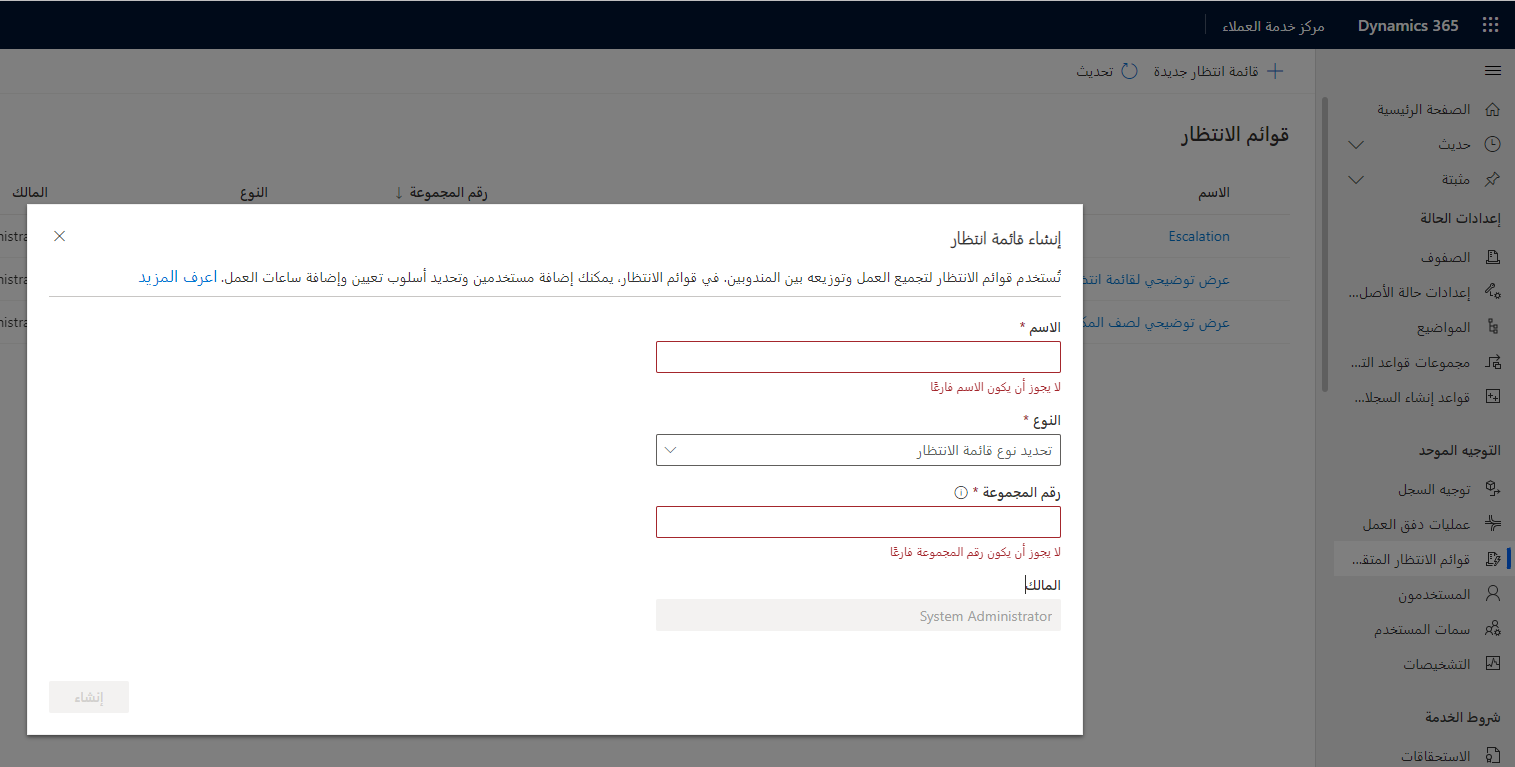 Dynamics 365
مركز خدمة العملاء
قائمة انتظار جديدة
تحديث
قوائم الانتظار
الاسم
رقم المجموعة
النوع
المالك
Escalation
عرض توضيحي لقائمة
عرض توضيحي لصف
إنشاء قائمة انتظار
تُستخدم قوائم الانتظار لتجميع العمل وتوزيعه بين المندوبين. في قوائم الانتظار، يمكنك إضافة مستخدمين وتحديد أسلوب تعيين وإضافة ساعات العمل. اعرف المزيد
الاسم *
لا يجوز أن يكون الاسم فارغًا
النوع *
تحديد نوع قائمة الانتظار
رقم المجموعة *
لا يجوز أن يكون رقم المجموعة فارغًا
المالك
System Administrator
إنشاء
الصفحة الرئيسية
حديث
مثبتة
إعدادات الحالة
الصفوف
إعدادات حالة الأصل...
المواضيع
مجموعات قواعد الت...
قواعد إنشاء السجلا...
التوجيه الموحد
توجيه السجل
عمليات دفق العمل
قوائم الانتظار المتق...
المستخدمون
سمات المستخدم
التشخيصات
شروط الخدمة
الاستحقاقات